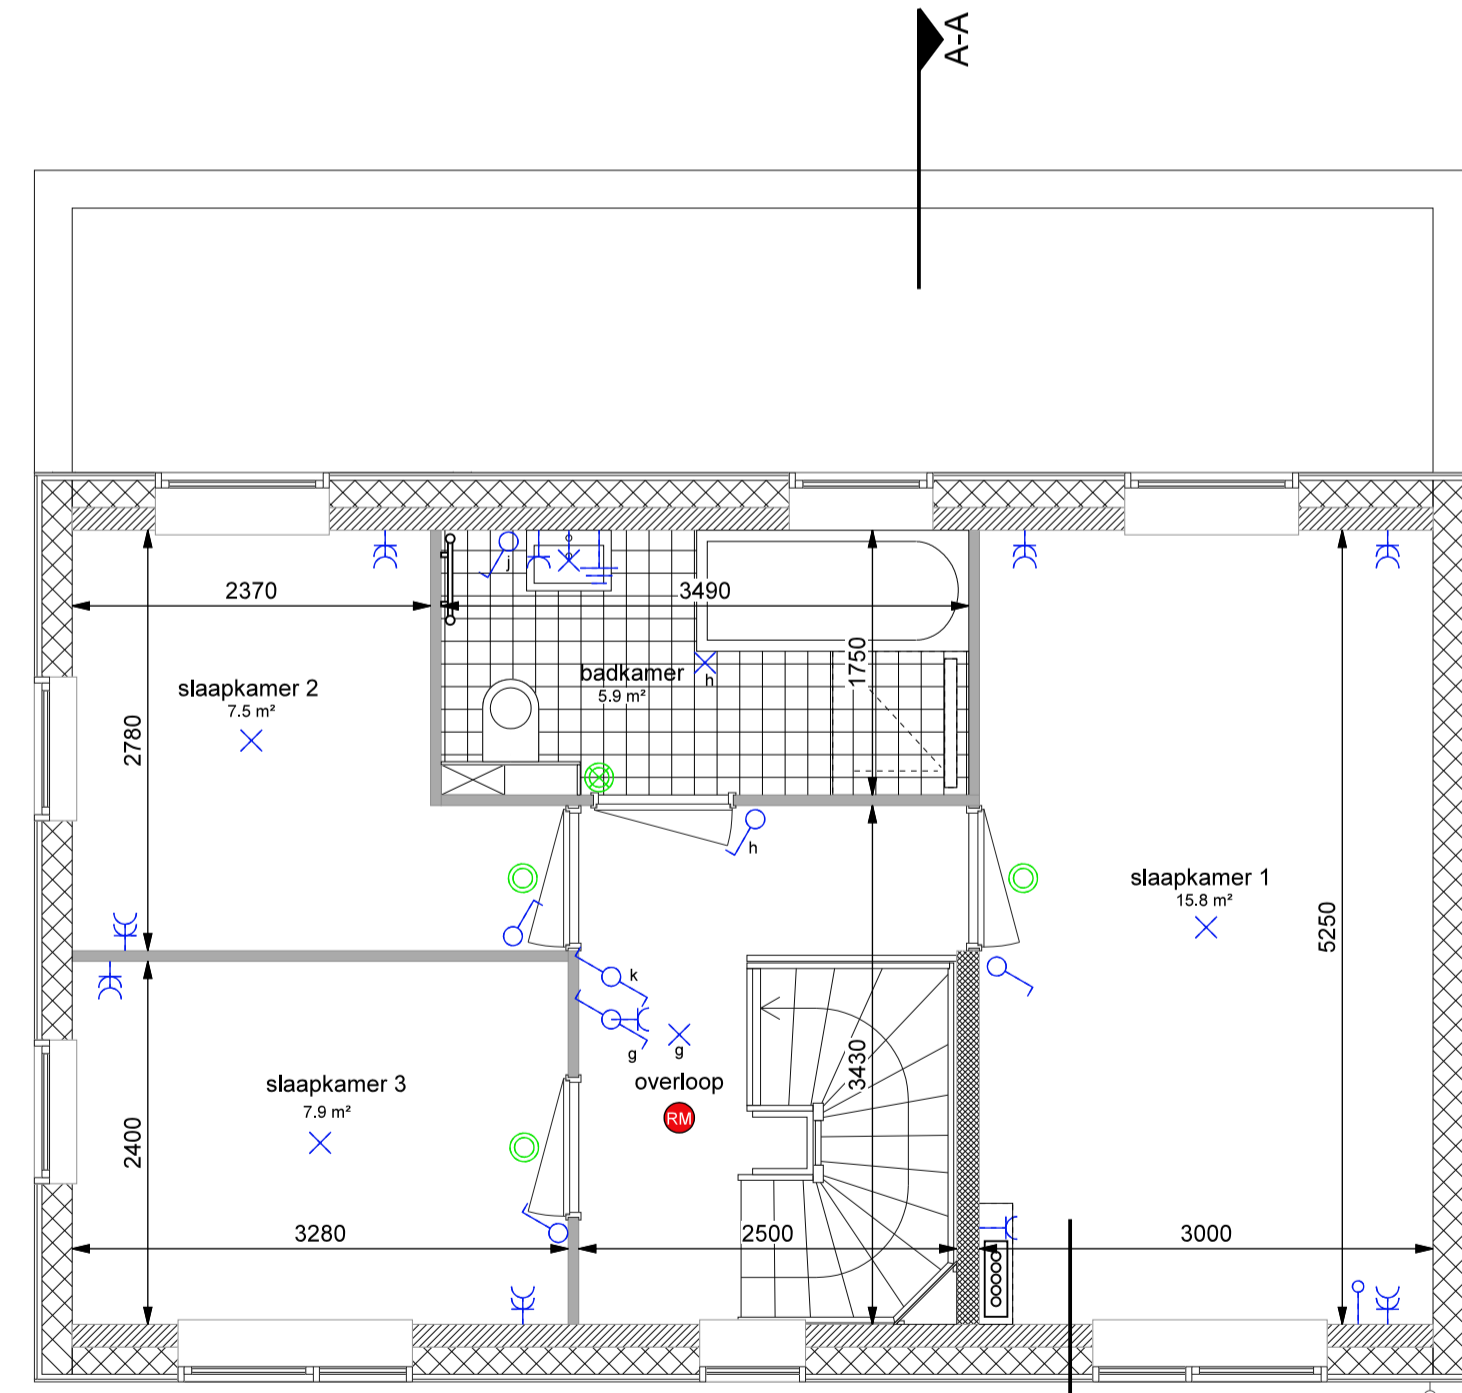 A-A
2370
3490
slaapkamer 2
7.5 m²
2780
j
badkamer
5.9 m²
h
1750
h
slaapkamer 1
15.8 m²
5250
k
g
g
overloop
RM
3430
slaapkamer 3
7.9 m²
2400
3280
2500
3000